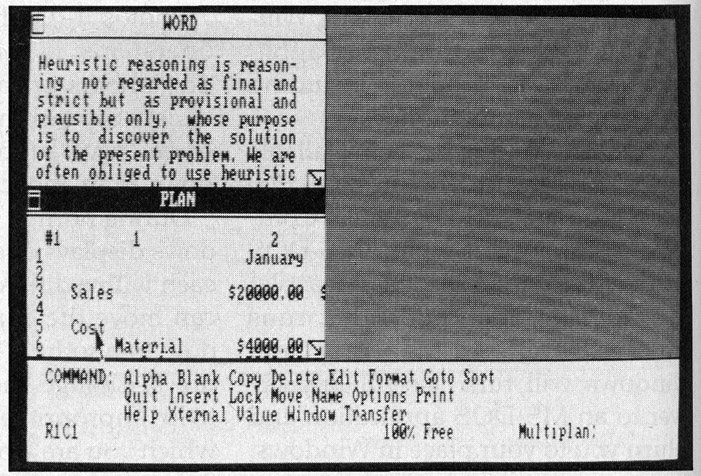 WORD
Heuristic reasoning is reason-
ing not regarded as final and
strict but as provisional and
plausible only, whose purpose
is to discover the solution
of the present problem. We are
often obliged to use heuristic
PLAN
#1 1 2
1 January
2
3 Sales $20000.00 $
4
5 Cost
6 Material $4000.00
COMMAND: Alpha Blank Copy Delete Edit Format Goto Sort
Quit Insert Lock Move Name Options Print
Help Xternal Value Window Transfer
R1C1 100% Free Multiplan: